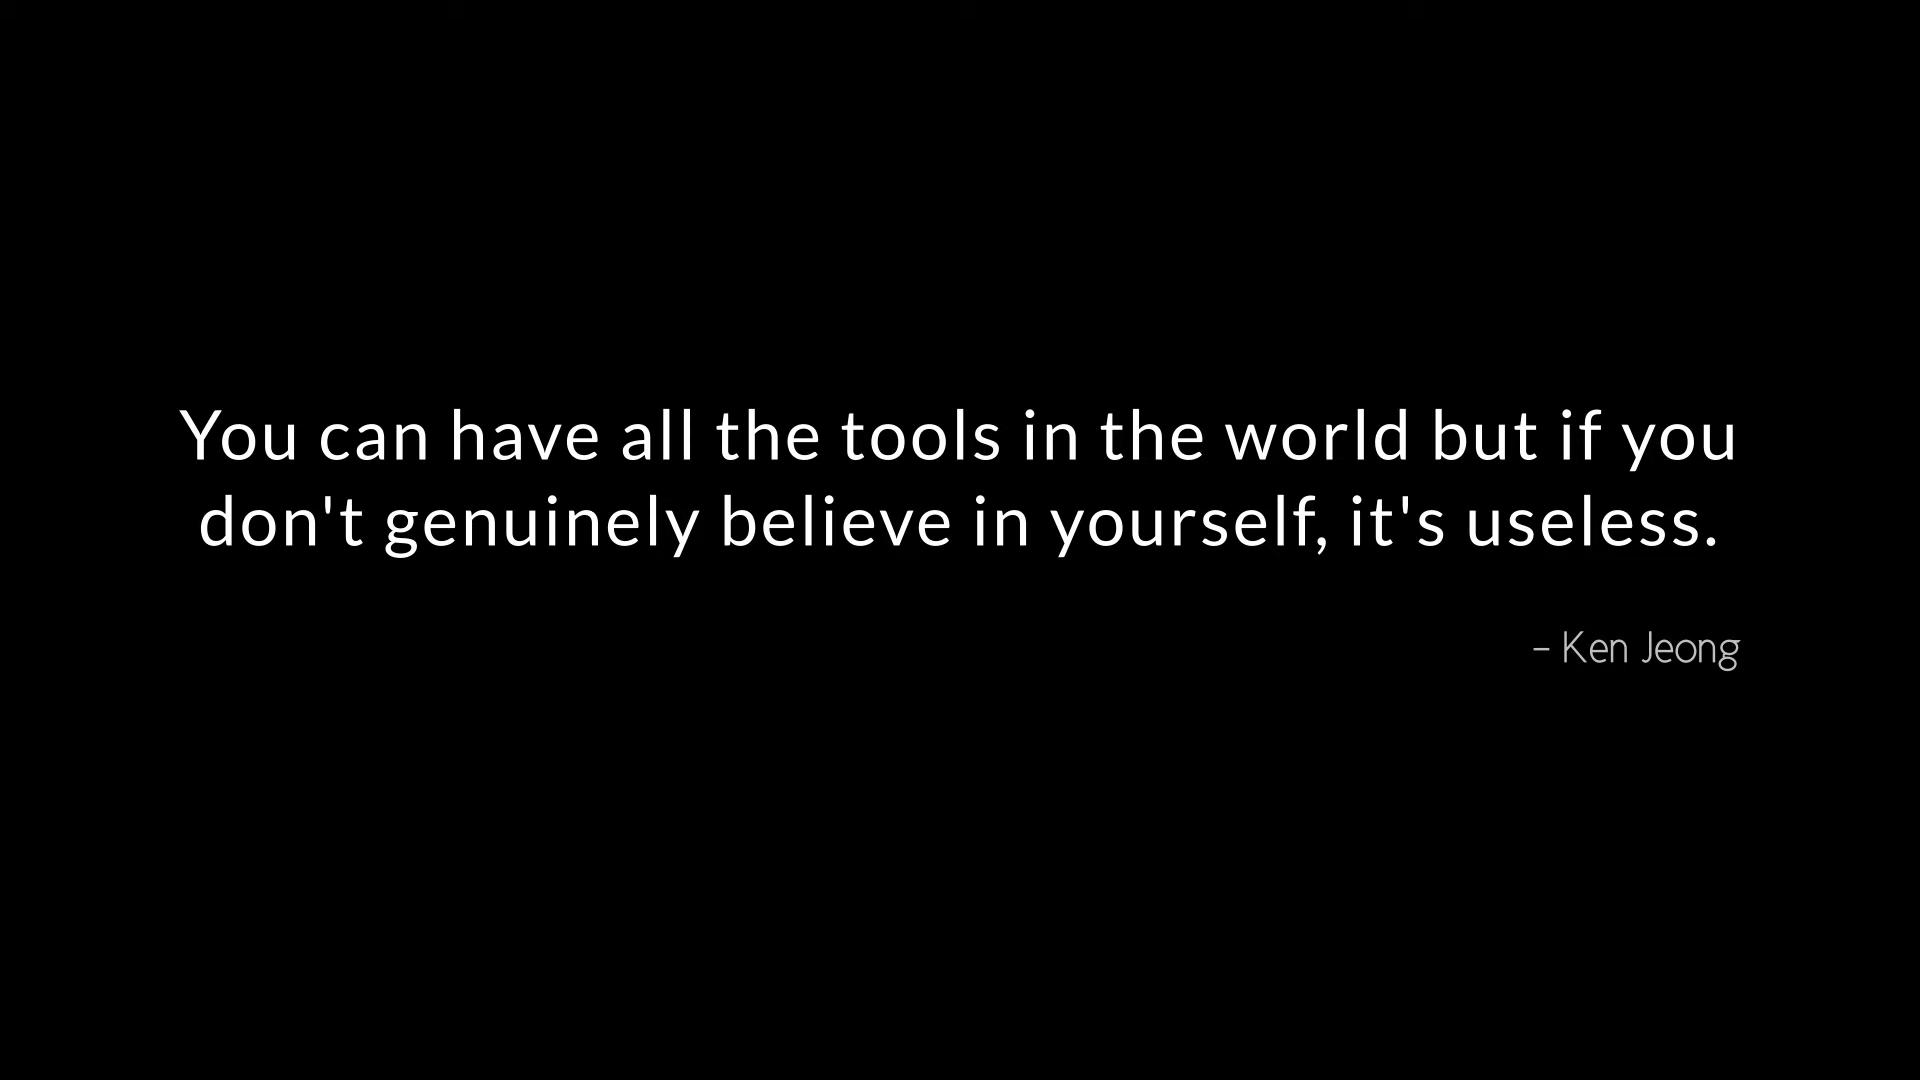 You can have all the tools in the world but if you
don't genuinely believe in yourself, it's useless.
– Ken Jeong